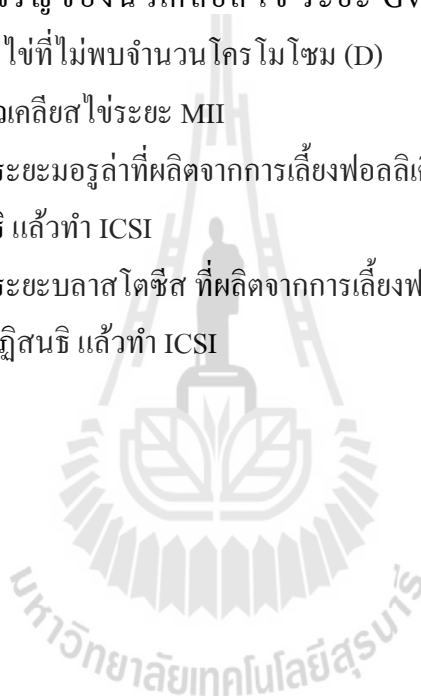 ไข่ที่ไม่พบจำนวนโครโมโซม (D)
วเคลียสไข่ระยะ MII
ระยะมอรูล่าที่ผลิตจากการเลี้ยงฟอลลิเ
ธิ แล้วทำ ICSI
ระยะบลาสโตซีส ที่ผลิตจากการเลี้ยงฟ
ฏิสนธิ แล้วทำ ICSI
มหาวิทยาลัยเทคโนโลยีสุรนารี